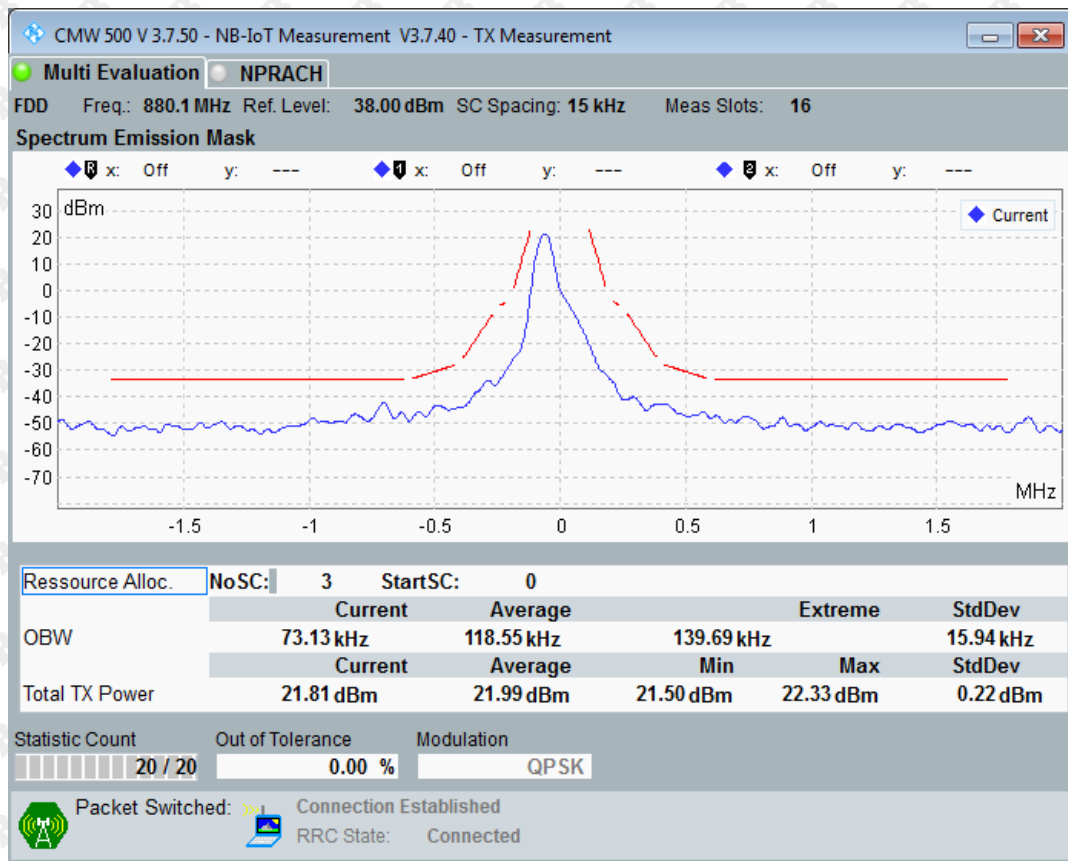 CMW 500 V 3.7.50 - NB-IoT Measurement V3.7.40 - TX Measurement
Multi Evaluation NPRACH
FDD Freq.: 880.1 MHz Ref. Level: 38.00 dBm SC Spacing: 15 kHz Meas Slots: 16
Spectrum Emission Mask
R x: Off y: --- 1 x: Off y: --- 2 x: Off y: ---
dBm
Current
30
20
10
0
-10
-20
-30
-40
-50
-60
-70
MHz
-1.5 -1 -0.5 0 0.5 1 1.5
Ressource Alloc. NoSC: 3 StartSC: 0
Current Average Extreme StdDev
OBW 73.13 kHz 118.55 kHz 139.69 kHz 15.94 kHz
Current Average Min Max StdDev
Total TX Power 21.81 dBm 21.99 dBm 21.50 dBm 22.33 dBm 0.22 dBm
Statistic Count Out of Tolerance Modulation
20 / 20 0.00 % QPSK
Packet Switched: Connection Established
RRC State: Connected